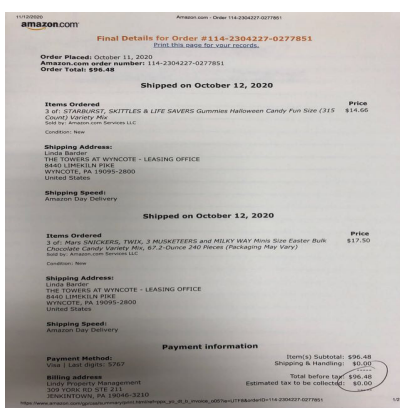 11/12/2020
Amazon.com - Order 114-2304227-0277851
amazon.com
Final Details for Order #114-2304227-0277851
Print this page for your records.
Order Placed: October 11, 2020
Amazon.com order number: 114-2304227-0277851
Order Total: $96.48
Shipped on October 12, 2020
Items Ordered Price
3 of: STARBURST, SKITTLES & LIFE SAVERS Gummies Halloween Candy Fun Size (315 $14.66
Count) Variety Mix
Sold by: Amazon.com Services LLC
Condition: New
Shipping Address:
Linda Barder
THE TOWERS AT WYNCOTE - LEASING OFFICE
8440 LIMEKILN PIKE
WYNCOTE, PA 19095-2800
United States
Shipping Speed:
Amazon Day Delivery
Shipped on October 12, 2020
Items Ordered Price
3 of: Mars SNICKERS, TWIX, 3 MUSKETEERS and MILKY WAY Minis Size Easter Bulk $17.50
Chocolate Candy Variety Mix, 67.2-Ounce 240 Pieces (Packaging May Vary)
Sold by: Amazon.com Services LLC
Condition: New
Shipping Address:
Linda Barder
THE TOWERS AT WYNCOTE - LEASING OFFICE
8440 LIMEKILN PIKE
WYNCOTE, PA 19095-2800
United States
Shipping Speed:
Amazon Day Delivery
Payment information
Payment Method: Item(s) Subtotal: $96.48
Visa | Last digits: 5767 Shipping & Handling: $0.00
-----
Billing address Total before tax: $96.48
Lindy Property Management Estimated tax to be collected: $0.00
309 YORK RD STE 211
JENKINTOWN, PA 19046-3210
1/2